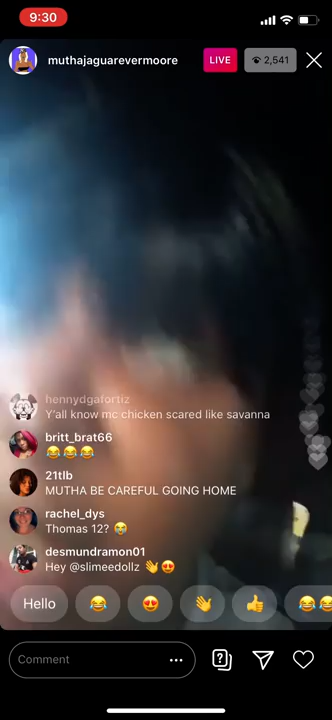 9:30
muthajaguarevermoore
LIVE
2,541
hennydgafortiz
Y'all know mc chicken scared like savanna
britt_brat66
😂😂😂
21tlb
MUTHA BE CAREFUL GOING HOME
rachel_dys
Thomas 12? 😭
desmundramon01
Hey @slimeedollz 👋😍
Hello 😂 😍 👋 👍 😂😂
Comment